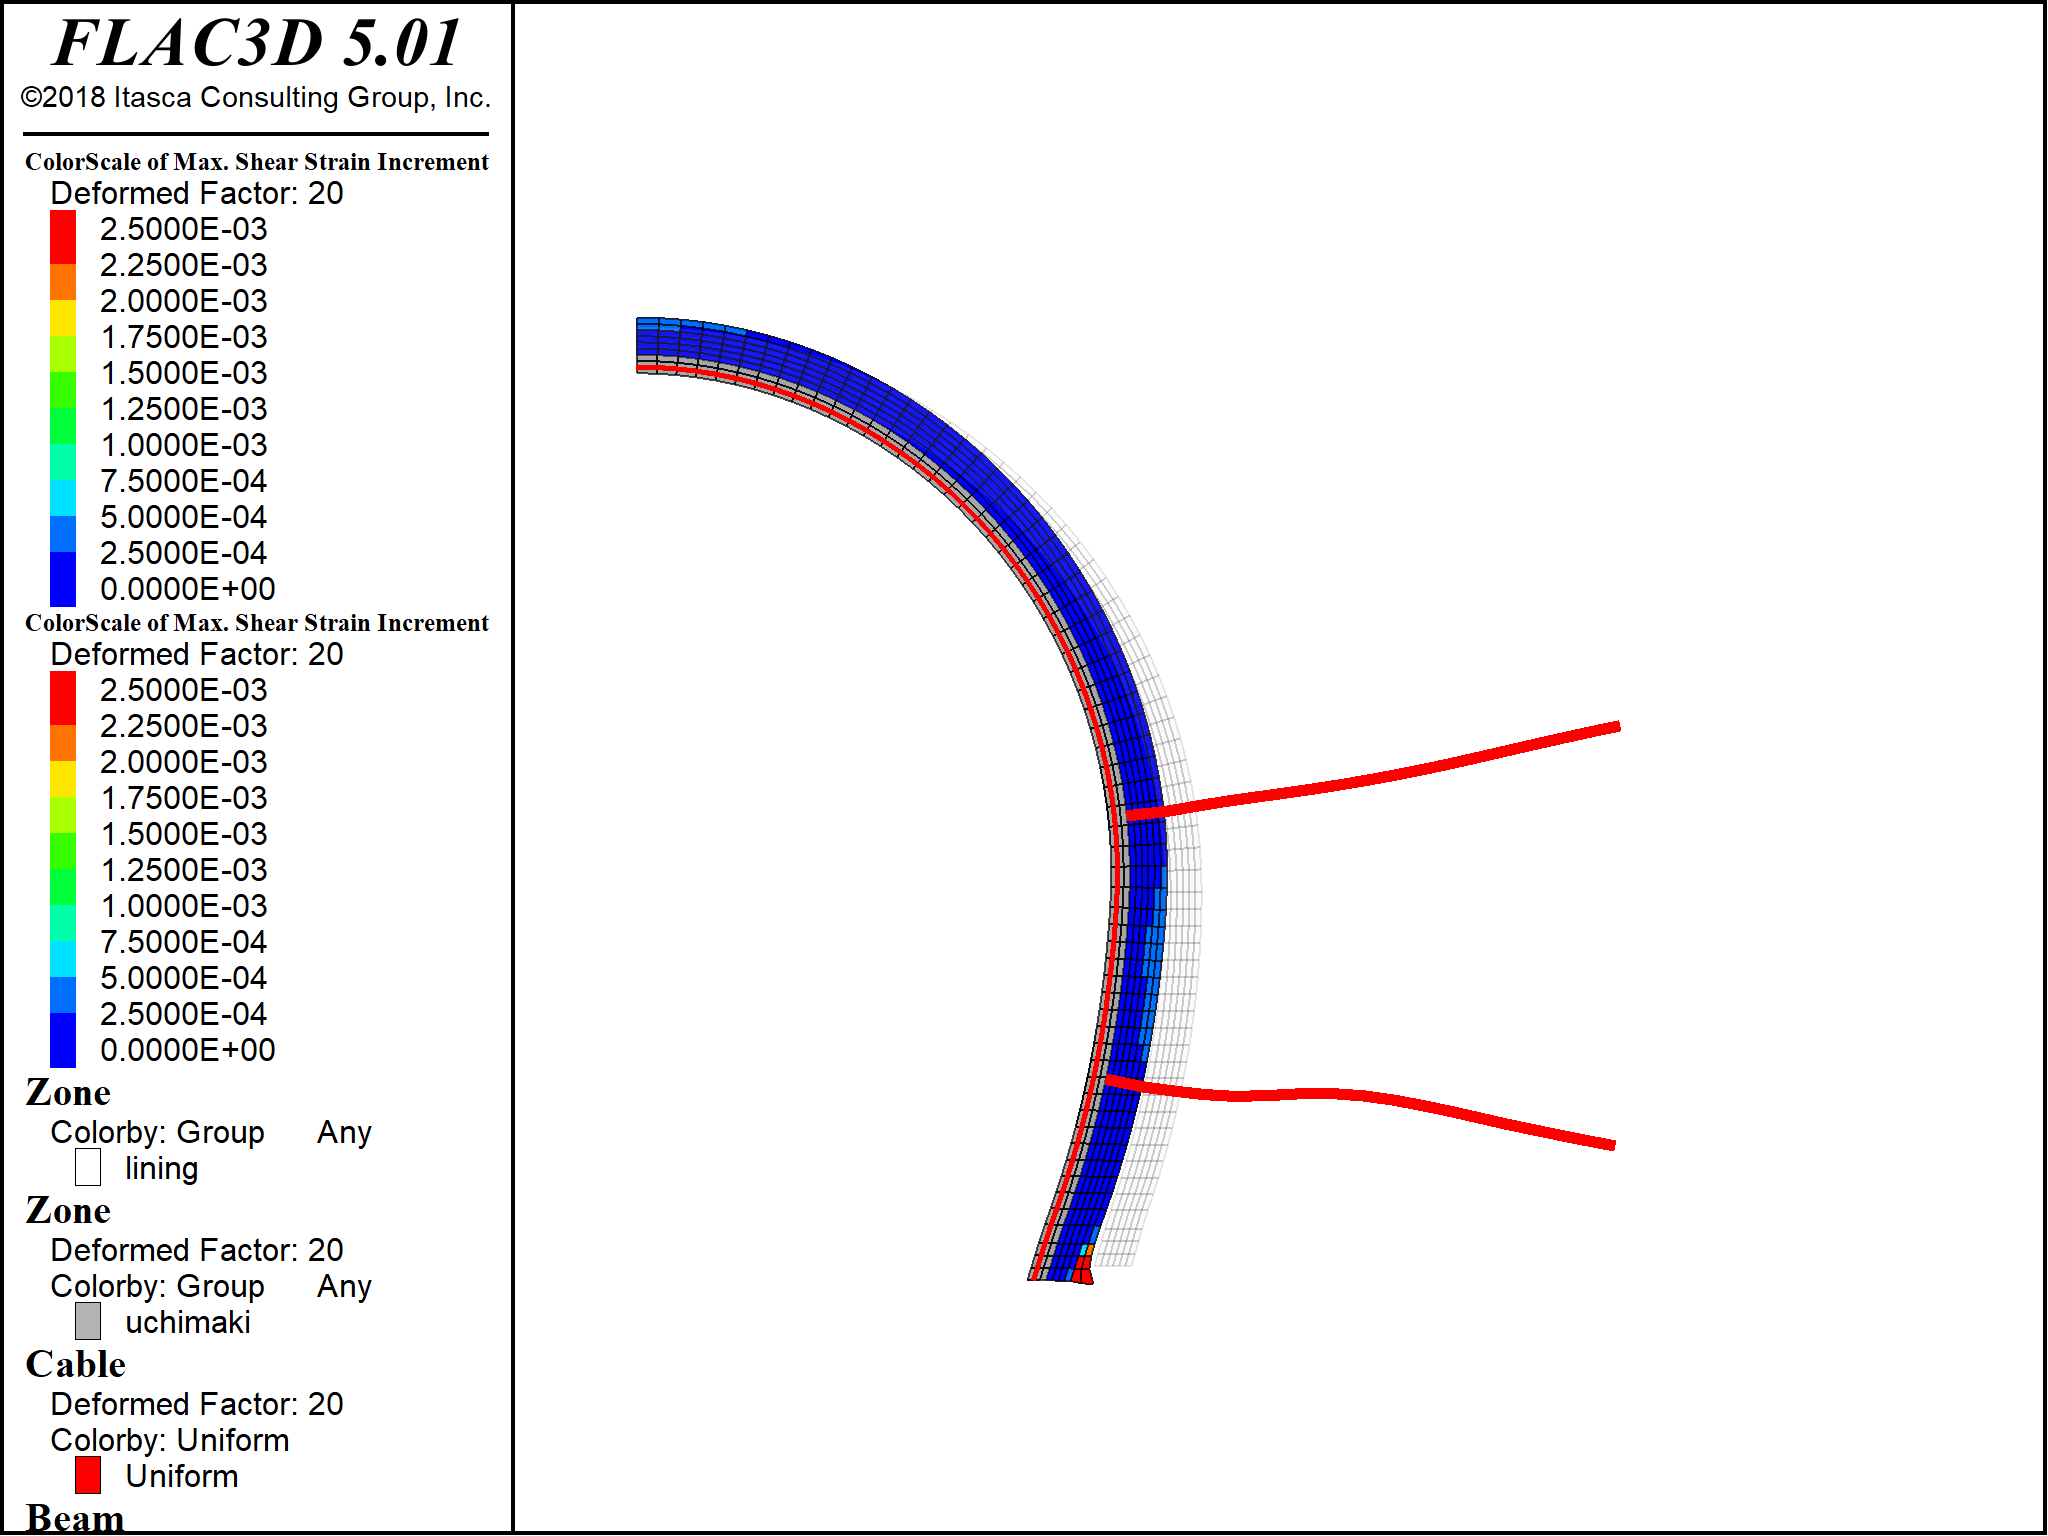 FLAC3D 5.01
©2018 Itasca Consulting Group, Inc.
ColorScale of Max. Shear Strain Increment
Deformed Factor: 20
2.5000E-03
2.2500E-03
2.0000E-03
1.7500E-03
1.5000E-03
1.2500E-03
1.0000E-03
7.5000E-04
5.0000E-04
2.5000E-04
0.0000E+00
ColorScale of Max. Shear Strain Increment
Deformed Factor: 20
2.5000E-03
2.2500E-03
2.0000E-03
1.7500E-03
1.5000E-03
1.2500E-03
1.0000E-03
7.5000E-04
5.0000E-04
2.5000E-04
0.0000E+00
Zone
Colorby: Group Any
lining
Zone
Deformed Factor: 20
Colorby: Group Any
uchimaki
Cable
Deformed Factor: 20
Colorby: Uniform
Uniform
Beam